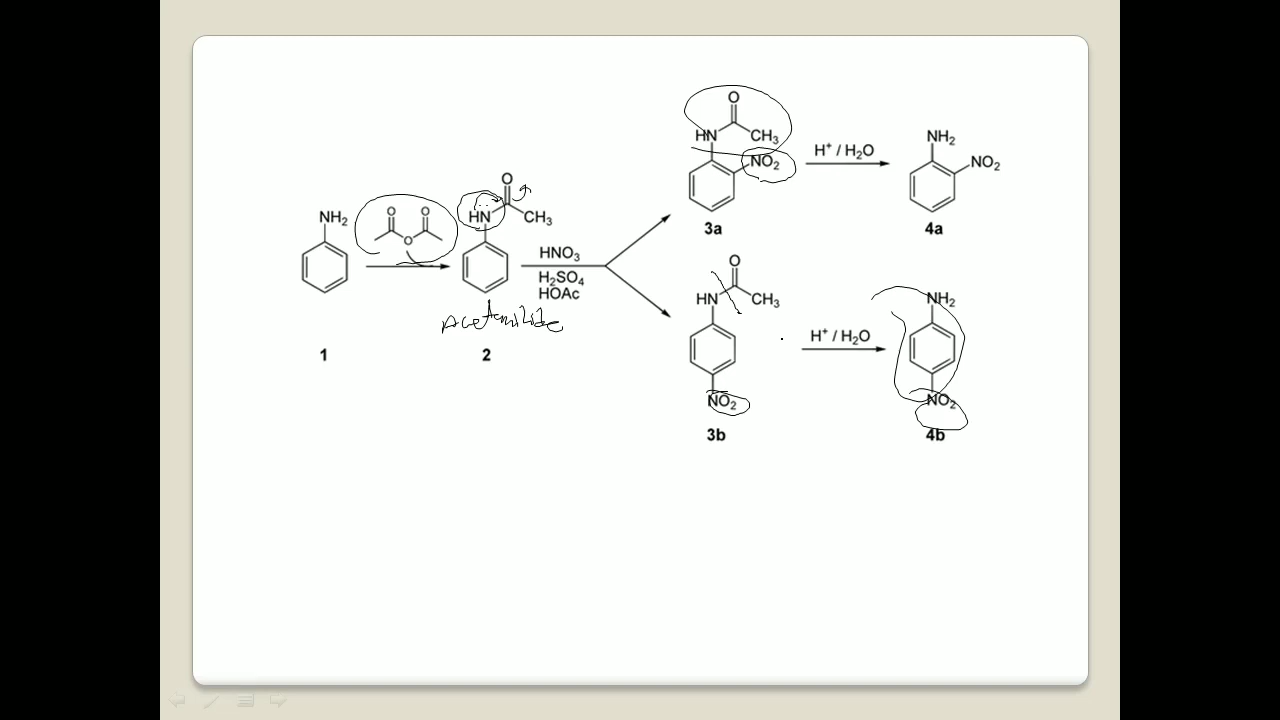 O
HN
CH₃
NO₂
3a
H⁺ / H₂O
NH₂
NO₂
4a
NH₂
O
O
O
1
O
HN
CH₃
Acetanilide
2
HNO₃
H₂SO₄
HOAc
O
HN
CH₃
NO₂
3b
H⁺ / H₂O
NH₂
NO₂
4b